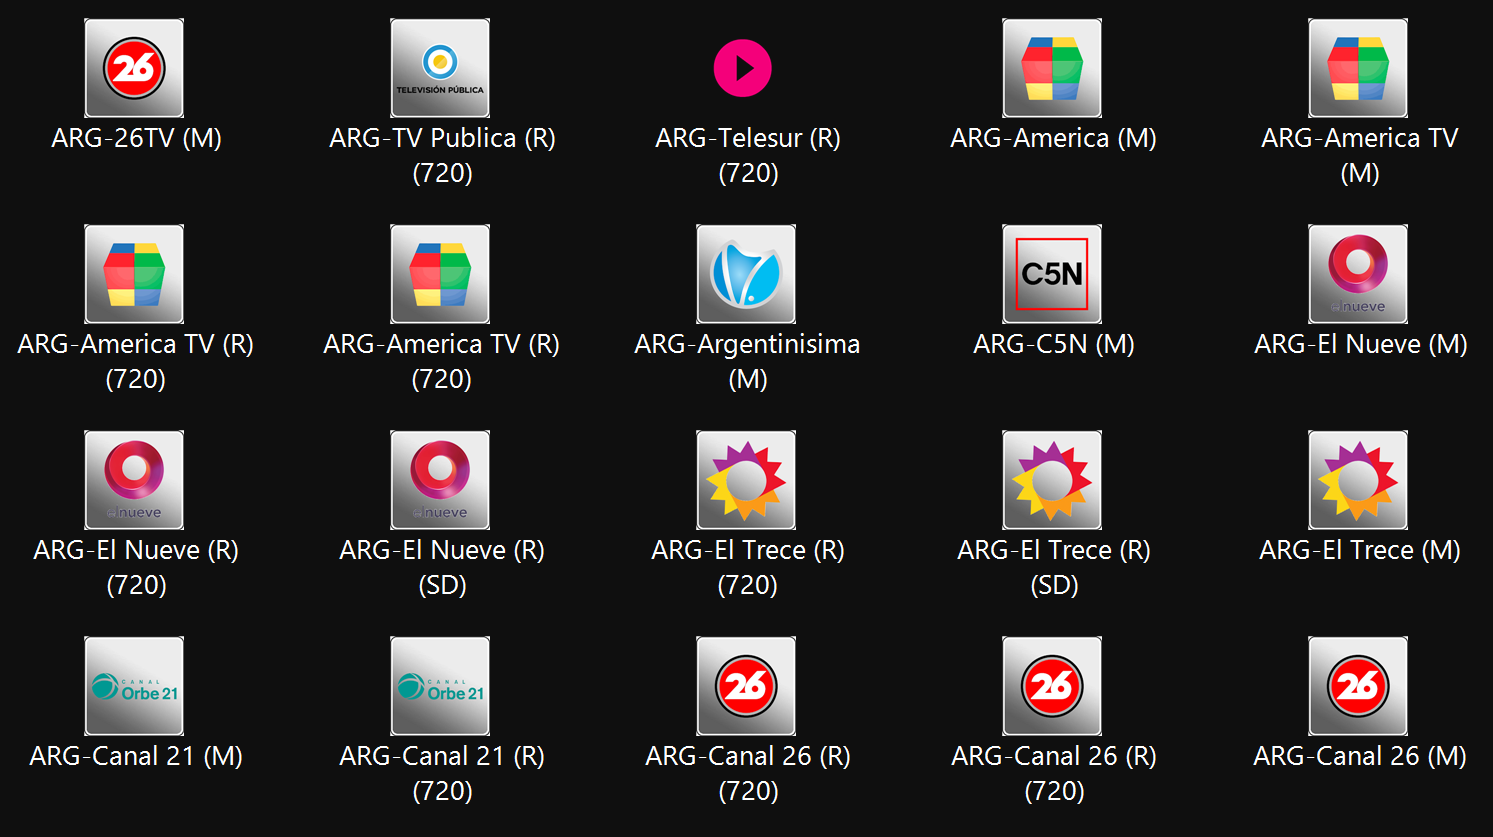 26
TELEVISIÓN PÚBLICA
ARG-26TV (M)
ARG-TV Publica (R)
(720)
ARG-Telesur (R)
(720)
ARG-America (M)
ARG-America TV
(M)
C5N
elnueve
ARG-America TV (R)
(720)
ARG-America TV (R)
(720)
ARG-Argentinisima
(M)
ARG-C5N (M)
ARG-El Nueve (M)
elnueve
elnueve
ARG-El Nueve (R)
(720)
ARG-El Nueve (R)
(SD)
ARG-El Trece (R)
(720)
ARG-El Trece (R)
(SD)
ARG-El Trece (M)
CANAL
Orbe 21
CANAL
Orbe 21
26
26
26
ARG-Canal 21 (M)
ARG-Canal 21 (R)
(720)
ARG-Canal 26 (R)
(720)
ARG-Canal 26 (R)
(720)
ARG-Canal 26 (M)